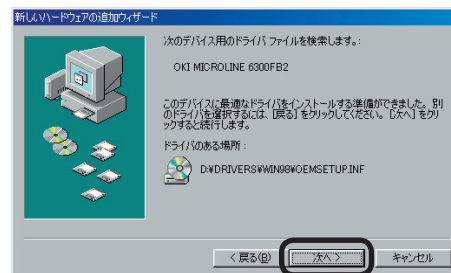 新しいハードウェアの追加ウィザード
次のデバイス用のドライバ ファイルを検索します。:
OKI MICROLINE 6300FB2
このデバイスに最適なドライバをインストールする準備ができました。別
のドライバを選択するには、[戻る] をクリックしてください。[次へ] をクリ
ックすると続行します。
ドライバのある場所 :
D:¥DRIVERS¥WIN98¥OEMSETUP.INF
< 戻る(B) 次へ > キャンセル